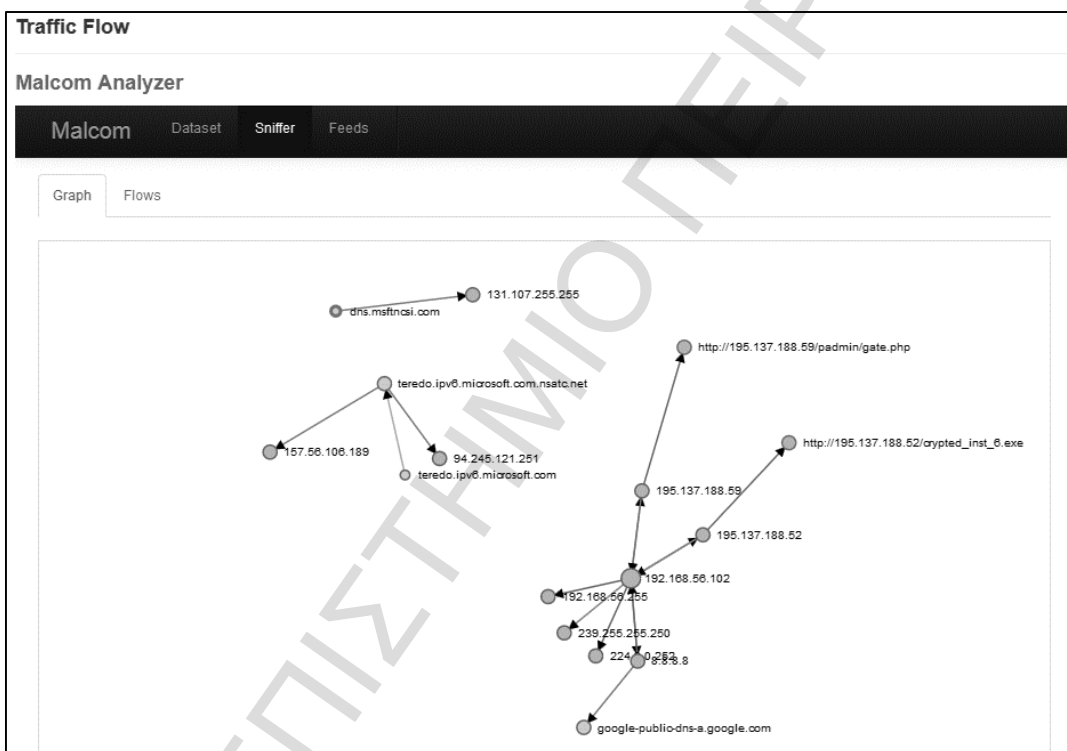 Traffic Flow
Malcom Analyzer
Malcom Dataset Sniffer Feeds
Graph Flows
131.107.255.255
dns.msftncsi.com
http://195.137.188.59/padmin/gate.php
teredo.ipv6.microsoft.com.nsatc.net
http://195.137.188.52/crypted_inst_6.exe
157.56.106.189
94.245.121.251
teredo.ipv6.microsoft.com
195.137.188.59
195.137.188.52
192.168.56.102
192.168.56.255
239.255.255.250
8.8.8.8
google-public-dns-a.google.com
ΕΠΙΣΤΗΜΙΟ ΠΕΙΡ